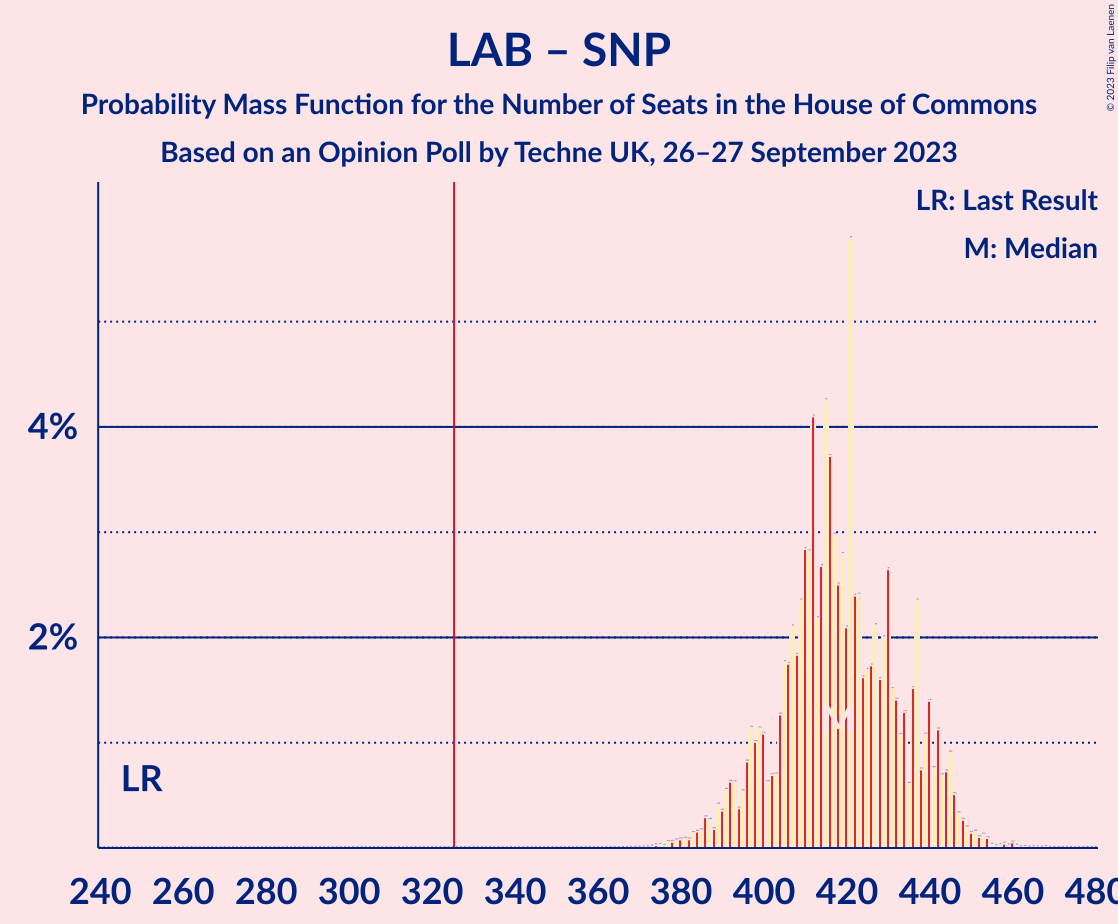 LAB – SNP
Probability Mass Function for the Number of Seats in the House of Commons
Based on an Opinion Poll by Techne UK, 26–27 September 2023
© 2023 Filip van Laenen
LR: Last Result
M: Median
4%
2%
LR
240 260 280 300 320 340 360 380 400 420 440 460 480